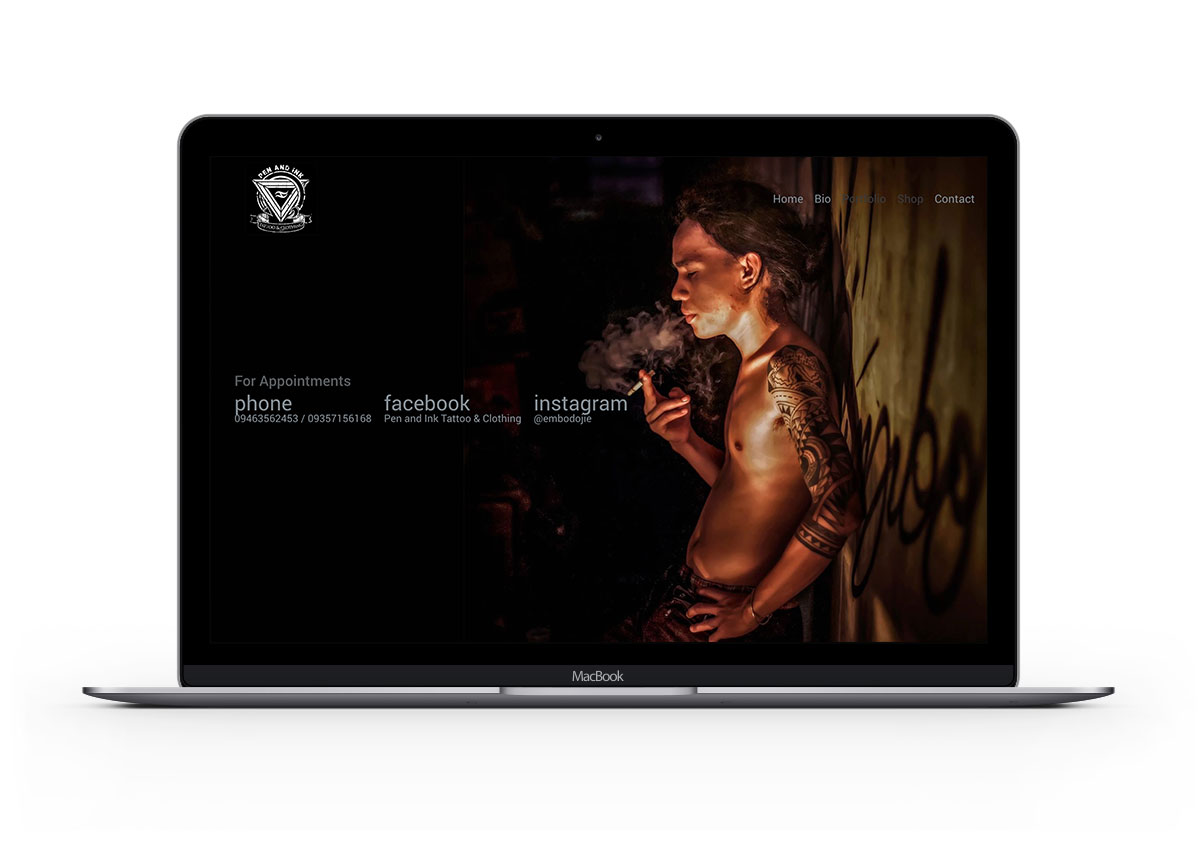 PEN AND INK
TATTOO & CLOTHING
Home Bio Portfolio Shop Contact
For Appointments
phone facebook instagram
09463562453 / 09357156168 Pen and Ink Tattoo & Clothing @embodojie
MacBook